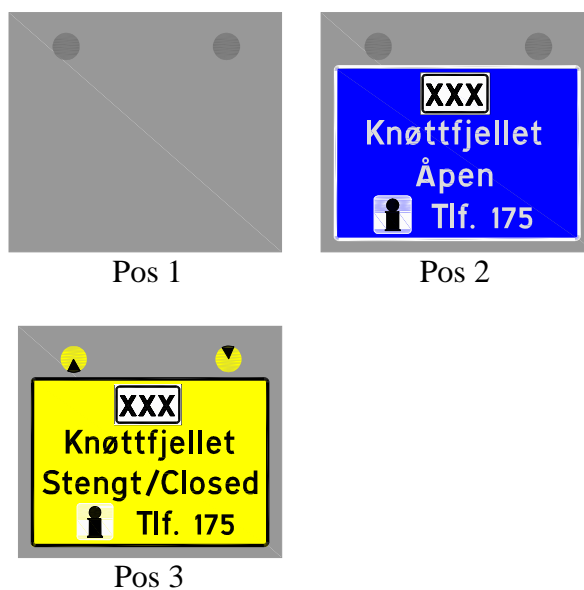 Pos 1
XXX
Knøttfjellet
Åpen
i Tlf. 175
Pos 2
XXX
Knøttfjellet
Stengt/Closed
i Tlf. 175
Pos 3